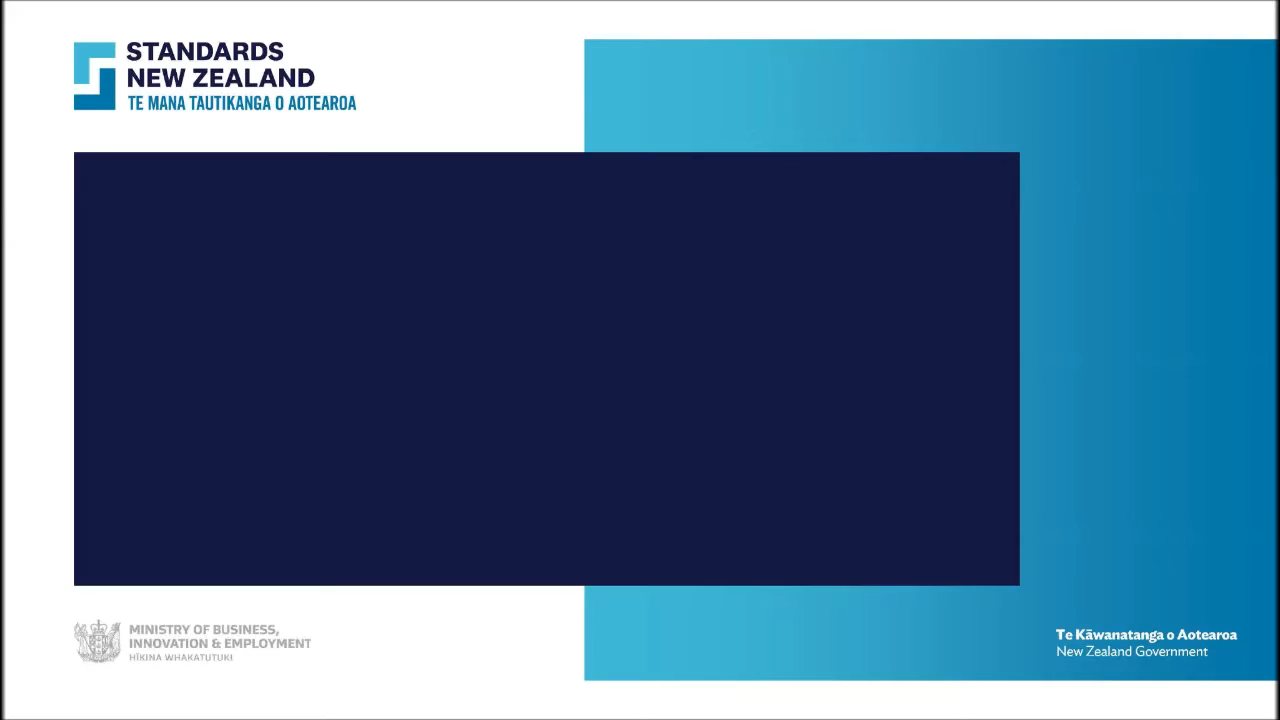 STANDARDS
NEW ZEALAND
TE MANA TAUTIKANGA O AOTEAROA
MINISTRY OF BUSINESS,
INNOVATION & EMPLOYMENT
HĪKINA WHAKATUTUKI
Te Kāwanatanga o Aotearoa
New Zealand Government